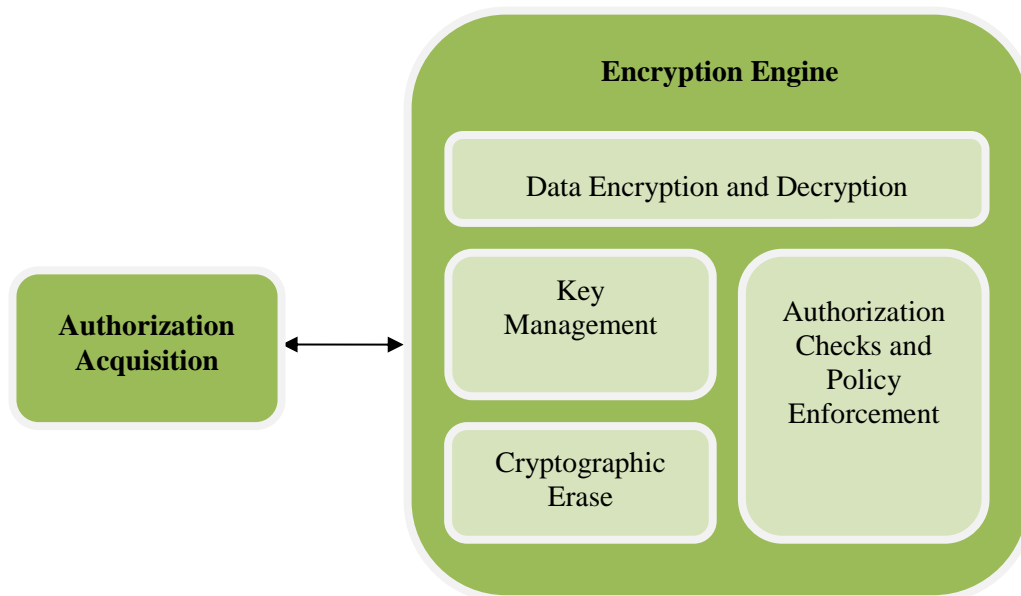 Encryption Engine
Data Encryption and Decryption
Key
Management
Authorization
Checks and
Policy
Enforcement
Authorization
Acquisition
Cryptographic
Erase